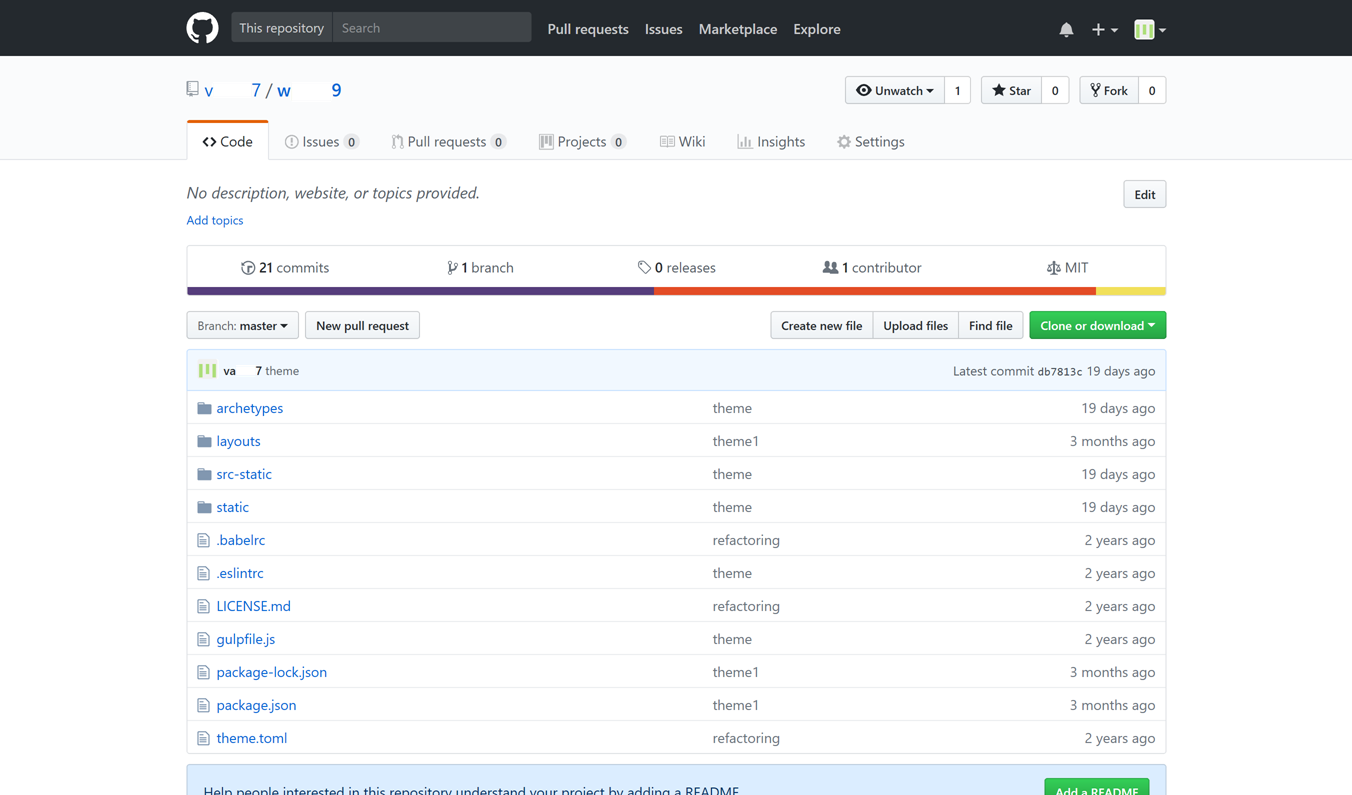 This repository Search Pull requests Issues Marketplace Explore
v 7 / w 9 Unwatch 1 Star 0 Fork 0
Code Issues 0 Pull requests 0 Projects 0 Wiki Insights Settings
No description, website, or topics provided. Edit
Add topics
21 commits 1 branch 0 releases 1 contributor MIT
Branch: master New pull request Create new file Upload files Find file Clone or download
va 7 theme Latest commit db7813c 19 days ago
archetypes theme 19 days ago
layouts theme1 3 months ago
src-static theme 19 days ago
static theme 19 days ago
.babelrc refactoring 2 years ago
.eslintrc theme 2 years ago
LICENSE.md refactoring 2 years ago
gulpfile.js theme 2 years ago
package-lock.json theme1 3 months ago
package.json theme1 3 months ago
theme.toml refactoring 2 years ago
Help people interested in this repository understand your project by adding a README. Add a README